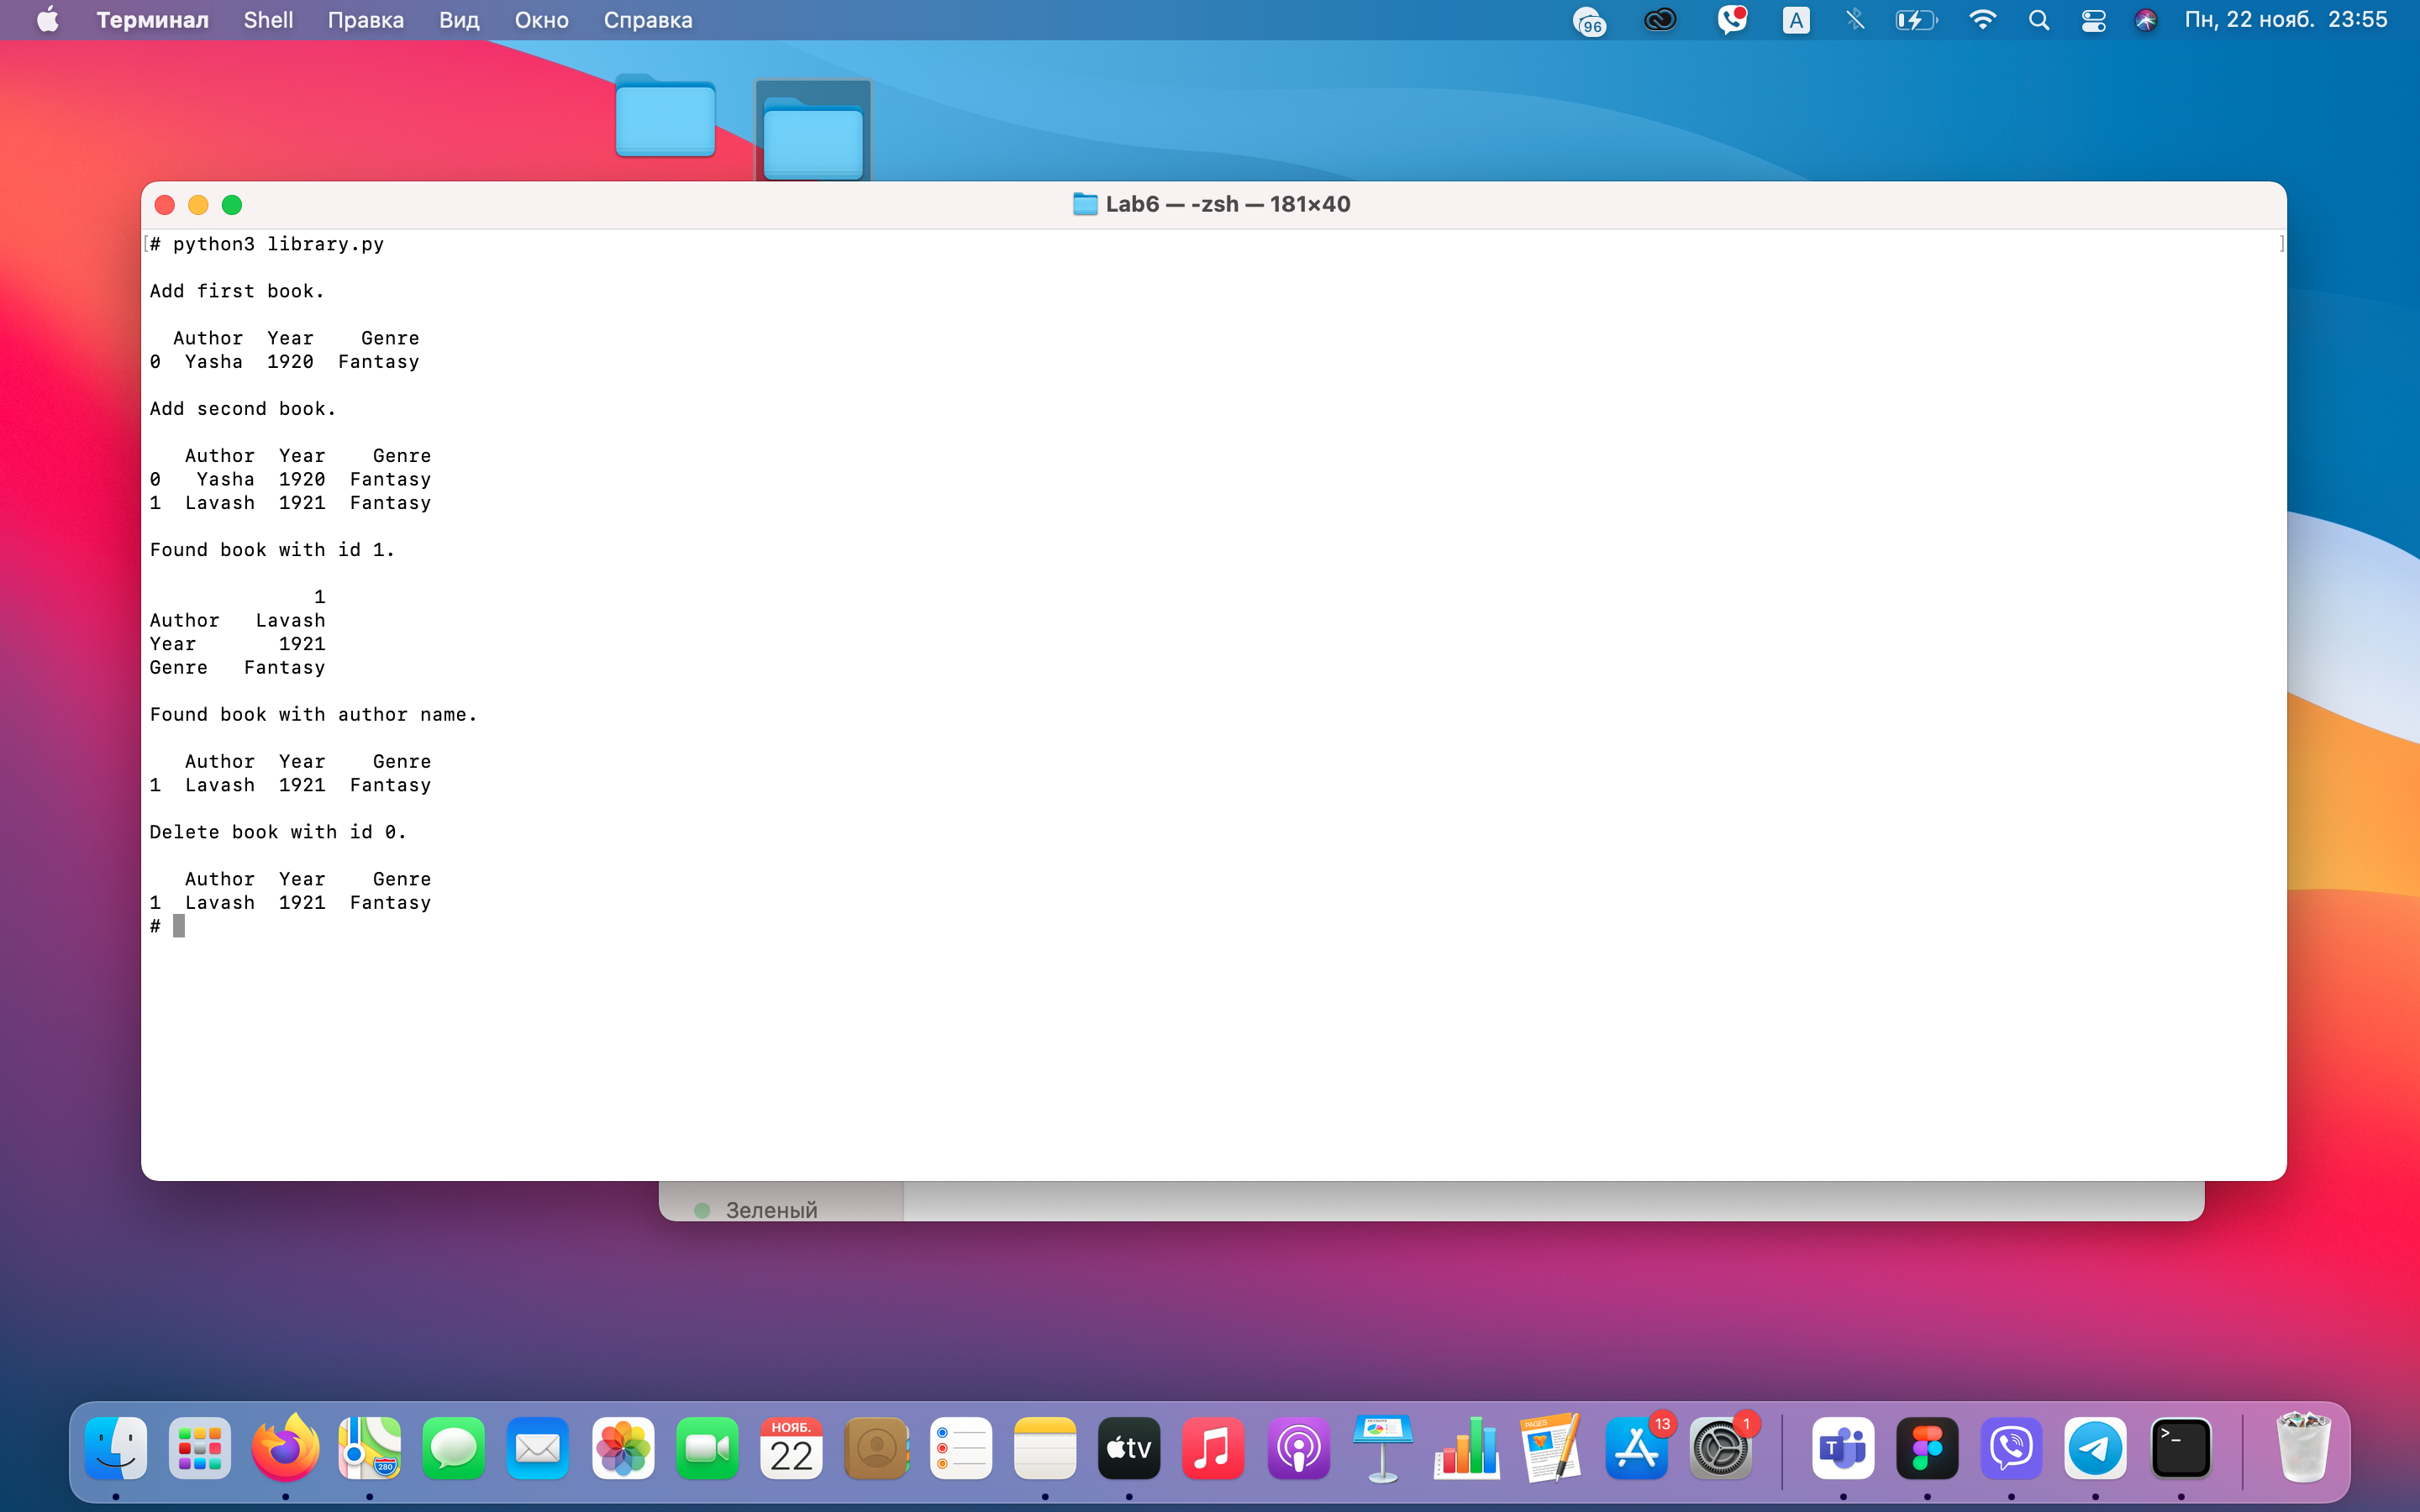 Терминал Shell Правка Вид Окно Справка 96 A Пн, 22 нояб. 23:55
Lab6 — -zsh — 181×40
[# python3 library.py ]
Add first book.
  Author  Year    Genre
0  Yasha  1920  Fantasy
Add second book.
   Author  Year    Genre
0   Yasha  1920  Fantasy
1  Lavash  1921  Fantasy
Found book with id 1.
              1
Author   Lavash
Year       1921
Genre   Fantasy
Found book with author name.
   Author  Year    Genre
1  Lavash  1921  Fantasy
Delete book with id 0.
   Author  Year    Genre
1  Lavash  1921  Fantasy
#
Зеленый
НОЯБ.
22
280
tv
PAGES
13
1
T
>_